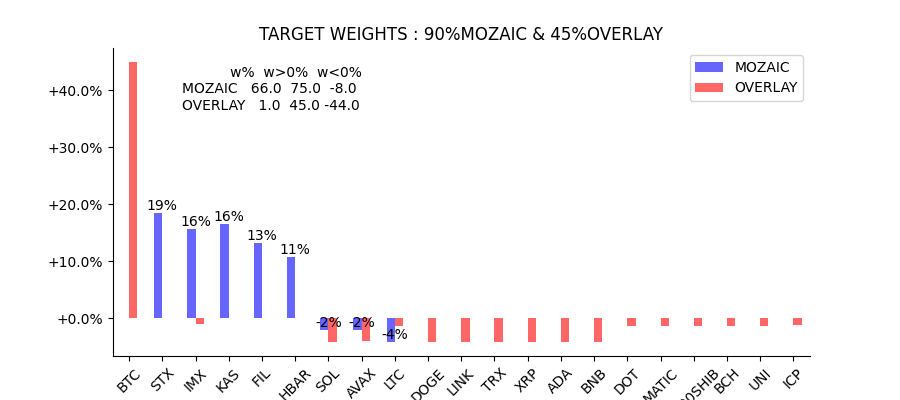 TARGET WEIGHTS : 90%MOZAIC & 45%OVERLAY
w% w>0% w<0%
MOZAIC 66.0 75.0 -8.0
OVERLAY 1.0 45.0 -44.0
MOZAIC
OVERLAY
+40.0%
+30.0%
+20.0%
+10.0%
+0.0%
19%
16%
16%
13%
11%
-2%
-2%
-4%
BTC
STX
IMX
KAS
FIL
HBAR
SOL
AVAX
LTC
DOGE
LINK
TRX
XRP
ADA
BNB
DOT
MATIC
0SHIB
BCH
UNI
ICP